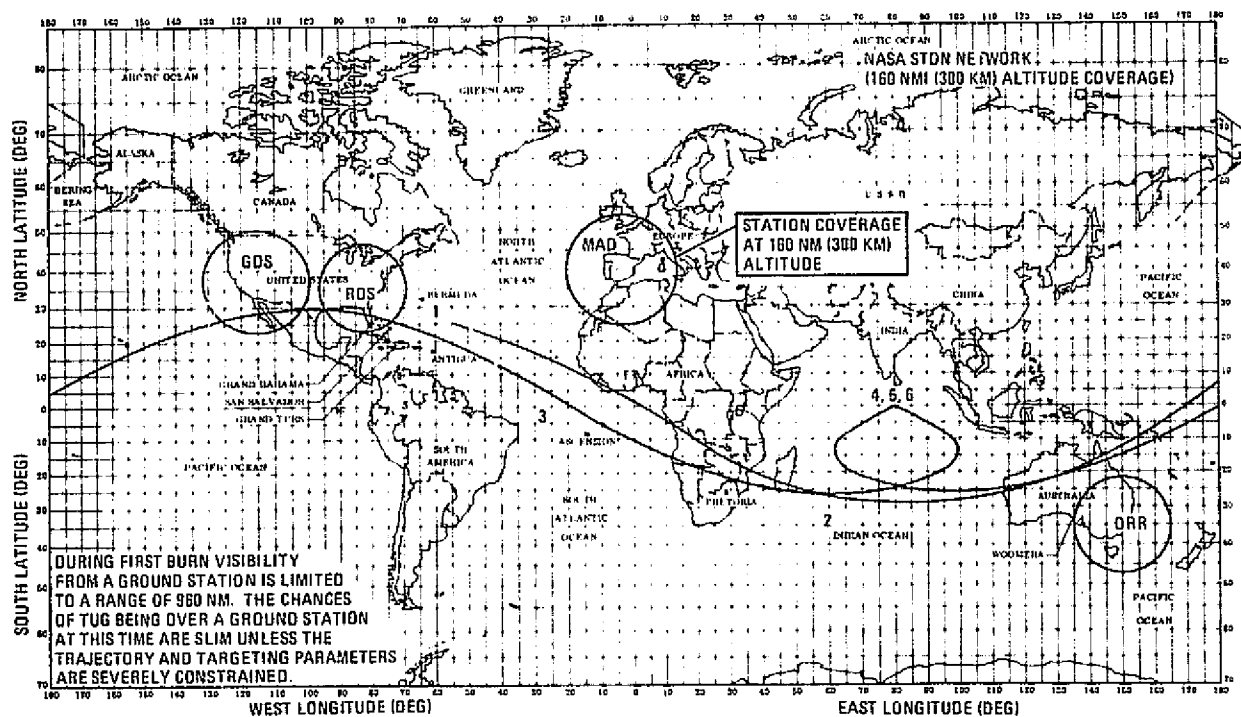 ARCTIC OCEAN
NASA STDN NETWORK
(160 NMI (300 KM) ALTITUDE COVERAGE)
ARCTIC OCEAN
GREENLAND
ALASKA
BERING
SEA
CANADA
NORTH LATITUDE (DEG)
GDS
UNITED STATES
ROS
BERMUDA
NORTH
ATLANTIC
OCEAN
MAD
EUROPE
STATION COVERAGE
AT 160 NM (300 KM)
ALTITUDE
CHINA
INDIA
PACIFIC
OCEAN
1
ANTIGUA
AFRICA
GRAND BAHAMA
SAN SALVADOR
GRAND TURK
4, 5, 6
3
ASCENSION
PACIFIC OCEAN
SOUTH
AMERICA
SOUTH
ATLANTIC
OCEAN
PRETORIA
2
INDIAN OCEAN
AUSTRALIA
ORR
WOOMERA
PACIFIC
OCEAN
SOUTH LATITUDE (DEG)
DURING FIRST BURN VISIBILITY
FROM A GROUND STATION IS LIMITED
TO A RANGE OF 960 NM. THE CHANCES
OF TUG BEING OVER A GROUND STATION
AT THIS TIME ARE SLIM UNLESS THE
TRAJECTORY AND TARGETING PARAMETERS
ARE SEVERELY CONSTRAINED.
WEST LONGITUDE (DEG)
EAST LONGITUDE (DEG)